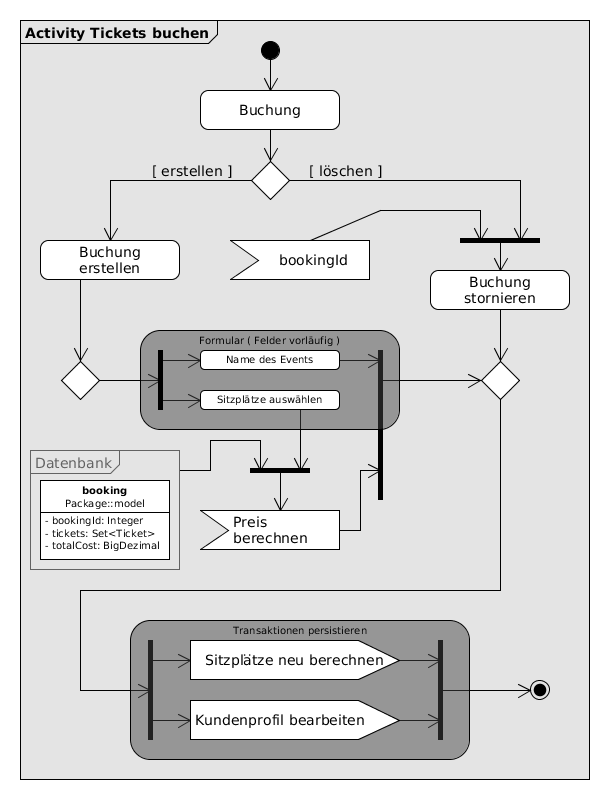 Activity Tickets buchen
Buchung
[ erstellen ]
[ löschen ]
Buchung
erstellen
bookingId
Buchung
stornieren
Formular ( Felder vorläufig )
Name des Events
Sitzplätze auswählen
Datenbank
booking
Package::model
- bookingId: Integer
- tickets: Set<Ticket>
- totalCost: BigDezimal
Preis
berechnen
Transaktionen persistieren
Sitzplätze neu berechnen
Kundenprofil bearbeiten